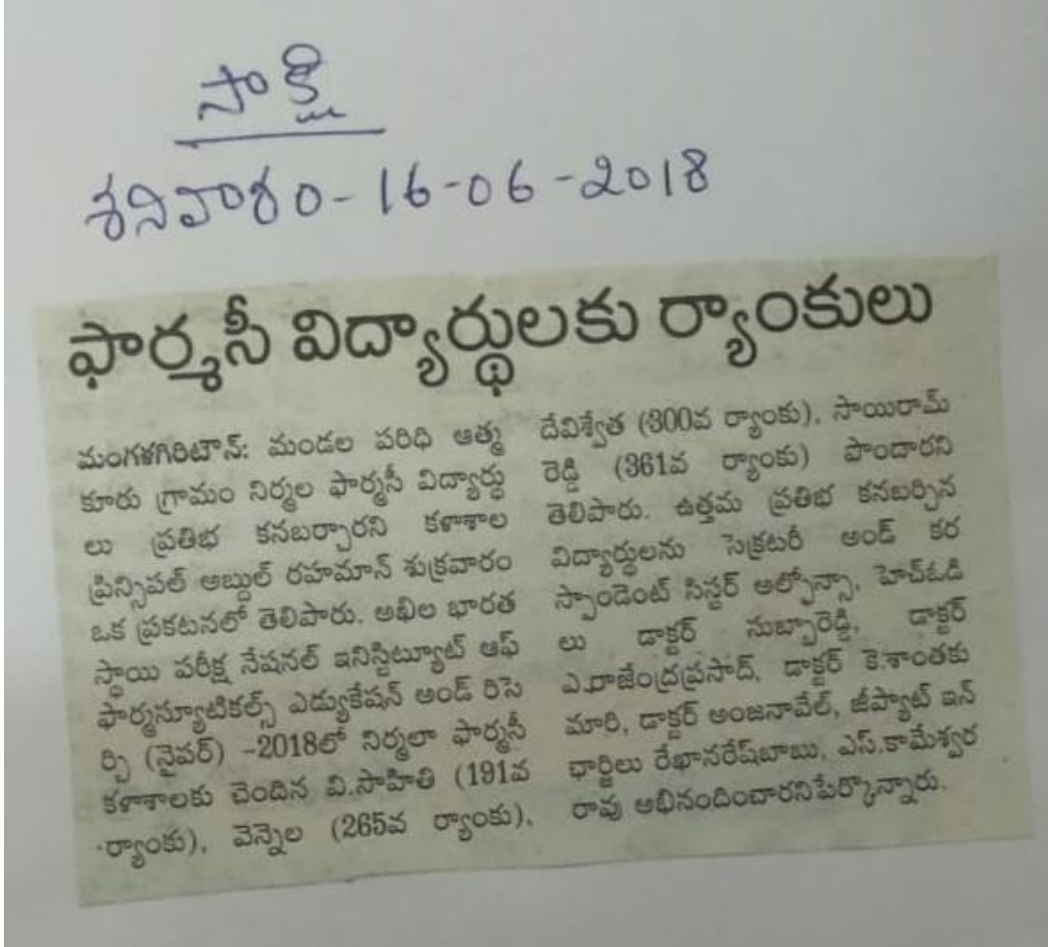 సాక్షి
శనివారం-16-06-2018
ఫార్మసీ విద్యార్థులకు ర్యాంకులు
మంగళగిరిటౌన్: మండల పరిధి ఆత్మ
కూరు గ్రామం నిర్మల ఫార్మసీ విద్యార్థు
లు ప్రతిభ కనబర్చారని కళాశాల
ప్రిన్సిపల్ అబ్దుల్ రహమాన్ శుక్రవారం
ఒక ప్రకటనలో తెలిపారు. అఖిల భారత
స్థాయి పరీక్ష నేషనల్ ఇనిస్టిట్యూట్ ఆఫ్
ఫార్మస్యూటికల్స్ ఎడ్యుకేషన్ అండ్ రిసె
ర్చి (నైపర్) –2018లో నిర్మలా ఫార్మసీ
కళాశాలకు చెందిన వి.సాహితి (191వ
ర్యాంకు), వెన్నెల (265వ ర్యాంకు),
దేవిశ్వేత (300వ ర్యాంకు), సాయిరామ్
రెడ్డి (361వ ర్యాంకు) పొందారని
తెలిపారు. ఉత్తమ ప్రతిభ కనబర్చిన
విద్యార్థులను సెక్రటరీ అండ్ కర
స్పాండెంట్ సిస్టర్ అల్ఫోన్సా, హెచ్ఓడి
లు డాక్టర్ సుబ్బారెడ్డి, డాక్టర్
ఎ.రాజేంద్రప్రసాద్, డాక్టర్ కె.శాంతకు
మారి, డాక్టర్ అంజనావేల్, జీప్యాట్ ఇన్
ఛార్జిలు రేఖానరేష్‌బాబు, ఎస్.కామేశ్వర
రావు అభినందించారనిపేర్కొన్నారు.